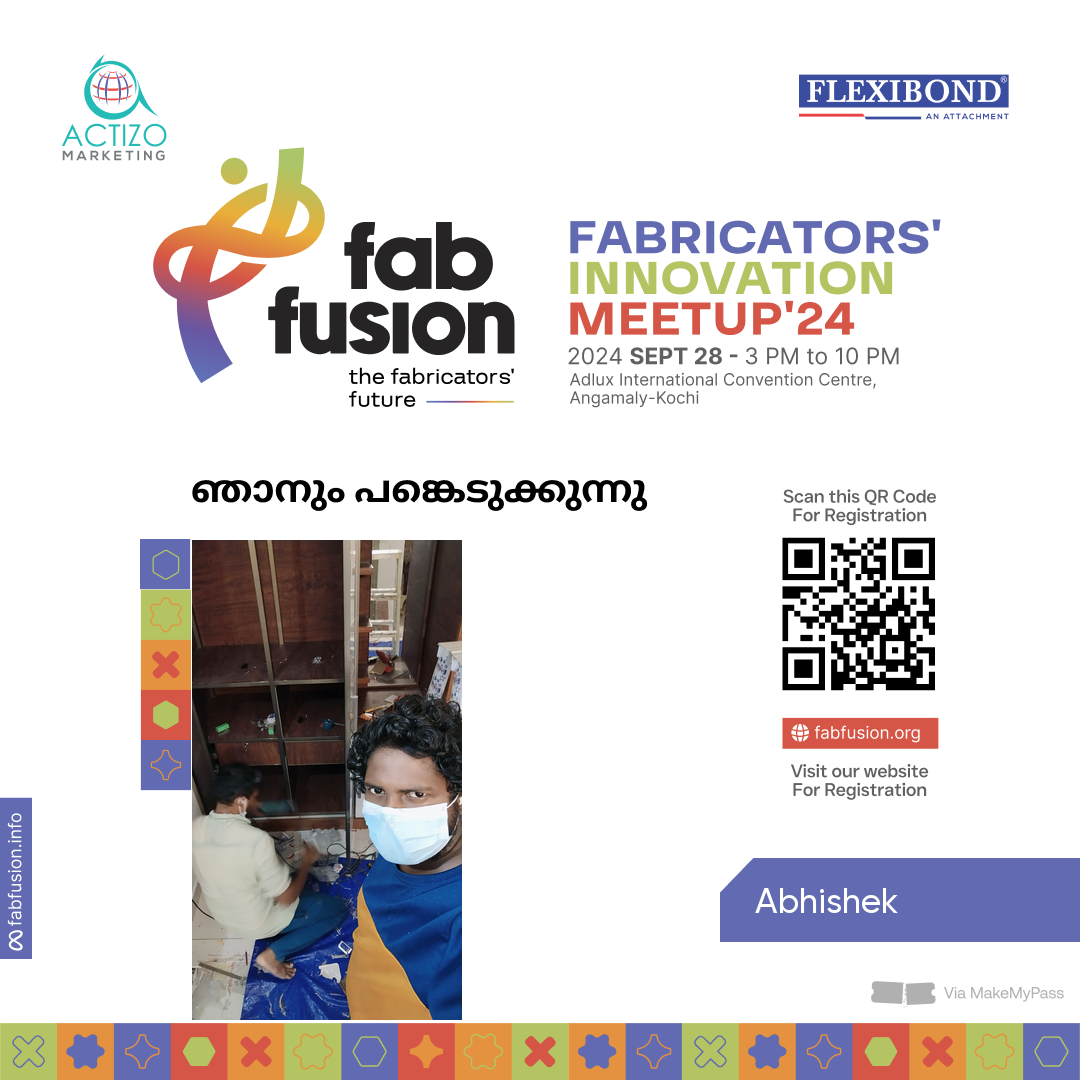 ACTIZO
MARKETING
FLEXIBOND®
AN ATTACHMENT
fab
fusion
the fabricators'
future
FABRICATORS'
INNOVATION
MEETUP'24
2024 SEPT 28 - 3 PM to 10 PM
Adlux International Convention Centre,
Angamaly-Kochi
ഞാനും പങ്കെടുക്കുന്നു
Scan this QR Code
For Registration
fabfusion.org
Visit our website
For Registration
fabfusion.info
Abhishek
Via MakeMyPass